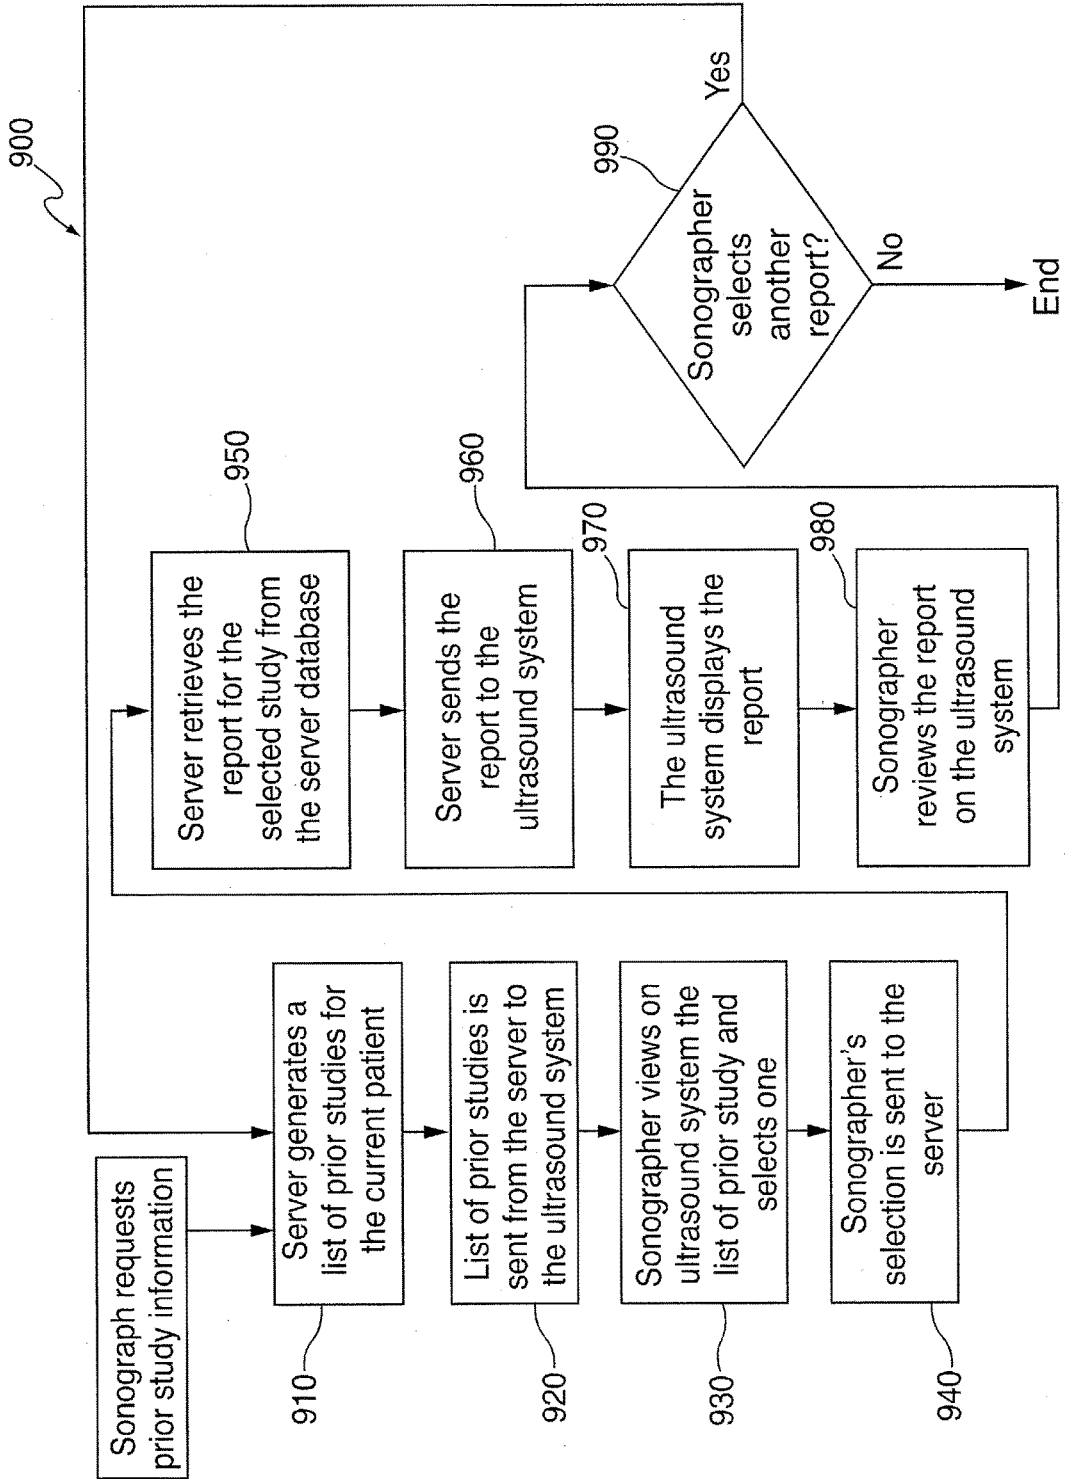 900
Sonograph requests
prior study information
Server generates a
list of prior studies for
the current patient
910
List of prior studies is
sent from the server to
the ultrasound system
920
Sonographer views on
ultrasound system the
list of prior study and
selects one
930
Sonographer's
selection is sent to the
server
940
Server retrieves the
report for the
selected study from
the server database
950
Server sends the
report to the
ultrasound system
960
The ultrasound
system displays the
report
970
Sonographer
reviews the report
on the ultrasound
system
980
Sonographer
selects
another
report?
990
Yes
No
End